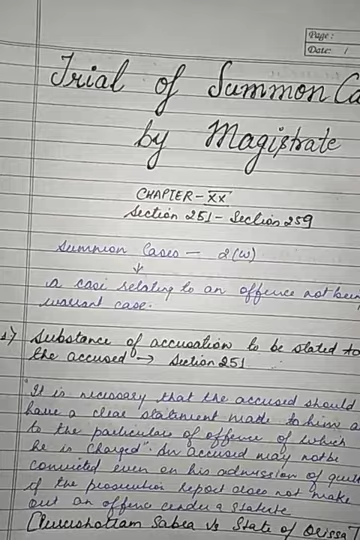 Page:
Date: /
Trial of Summon Ca
by Magistrate
CHAPTER - XX
Section 251 - Section 259
Summon Cases - 2(w)
↓
a case relating to an offence not being
warrant case.
1) Substance of accusation to be stated to
the accused → Section 251
"It is necessary that the accused should
have a clear statement made to him a
to the particulars of offence of which
he is charged". An accused may not be
convicted even on his admission of guilt
if the prosecution report does not make
out an offence under a statute
(Purushottam Sabra vs State of Orissa)